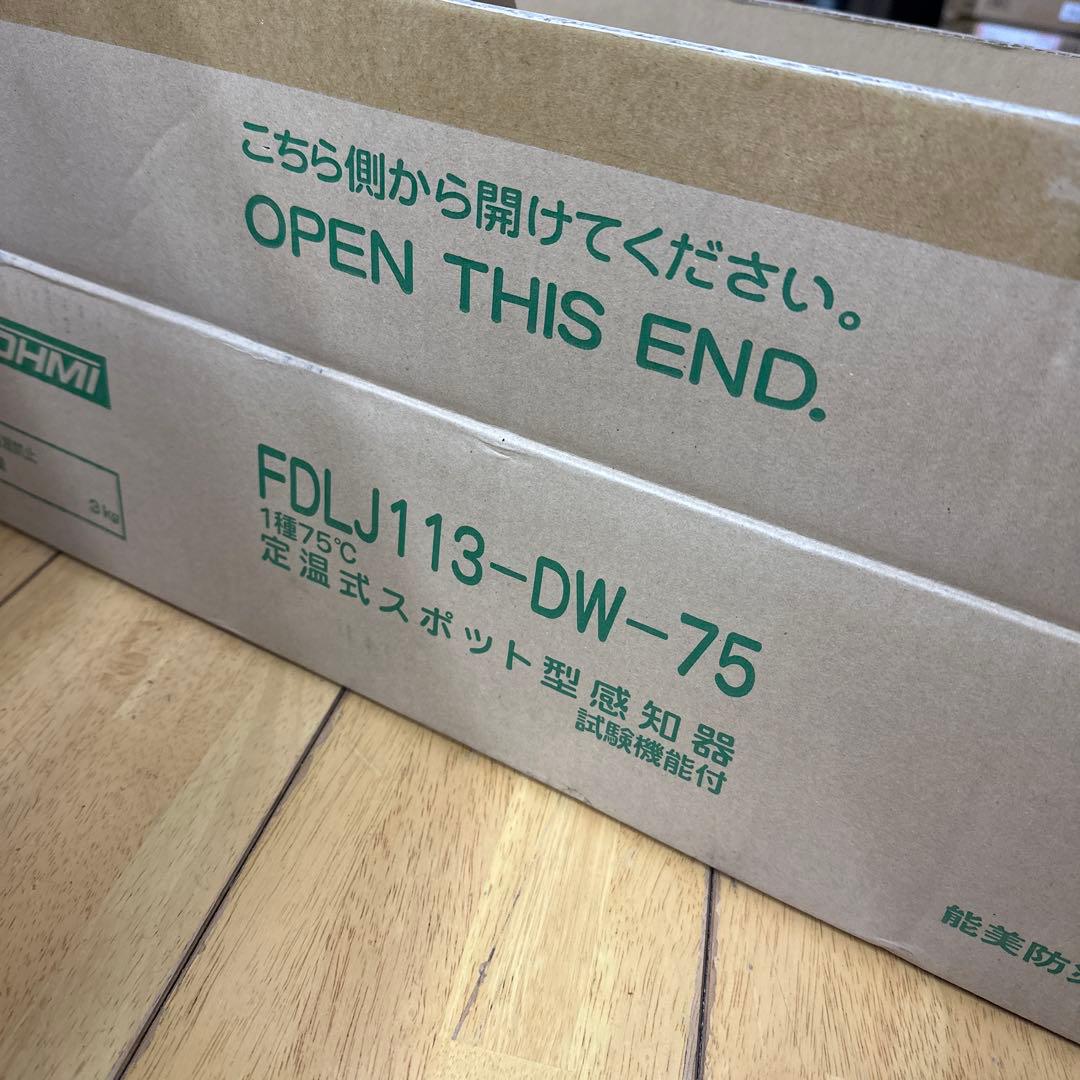 こちら側から開けてください。
OPEN THIS END.
OHMI
3kg
FDLJ113-DW-75
1種75℃
定温式スポット型感知器
試験機能付
能美防